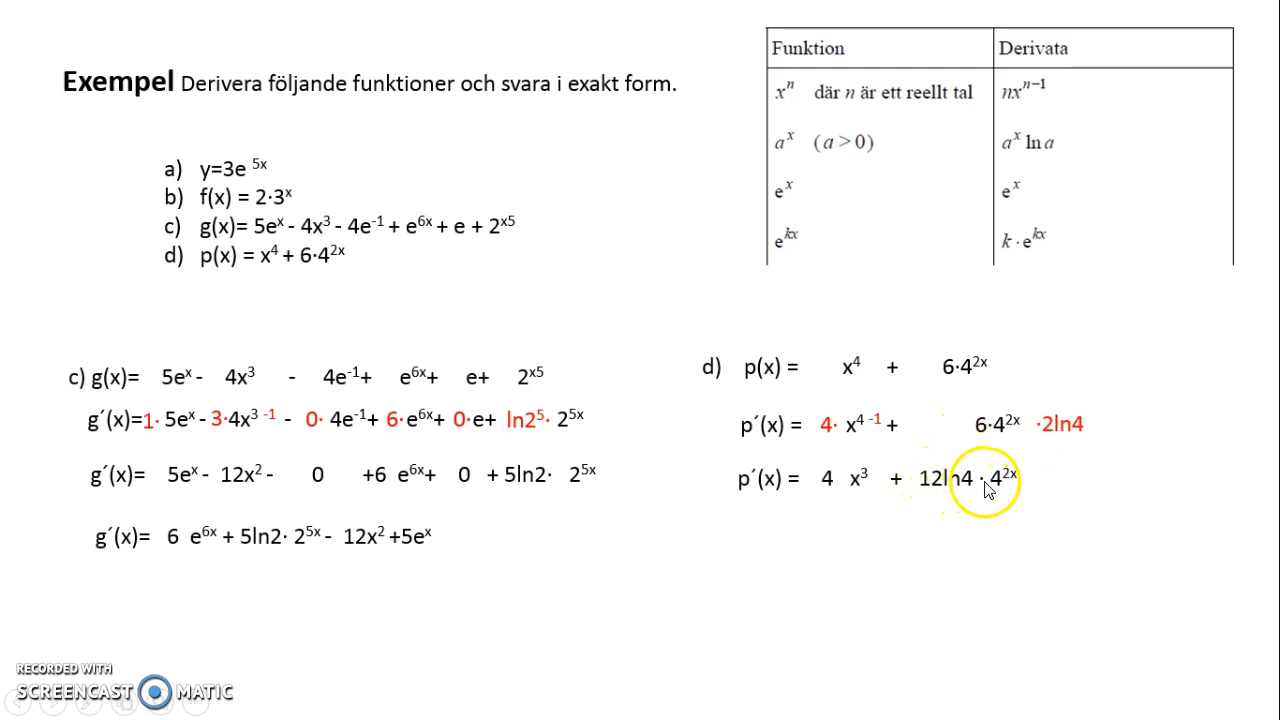 Exempel Derivera följande funktioner och svara i exakt form.
a) y=3e ⁵ˣ
b) f(x) = 2·3ˣ
c) g(x)= 5eˣ - 4x³ - 4e⁻¹ + e⁶ˣ + e + 2ˣ⁵
d) p(x) = x⁴ + 6·4²ˣ
Funktion Derivata
xⁿ där n är ett reellt tal nxⁿ⁻¹
aˣ (a > 0) aˣ ln a
eˣ eˣ
eᵏˣ k · eᵏˣ
c) g(x)= 5eˣ - 4x³ - 4e⁻¹+ e⁶ˣ+ e+ 2ˣ⁵
g´(x)=1· 5eˣ - 3·4x³ ⁻¹ - 0· 4e⁻¹+ 6·e⁶ˣ+ 0·e+ ln2⁵· 2⁵ˣ
g´(x)= 5eˣ - 12x² - 0 +6 e⁶ˣ+ 0 + 5ln2· 2⁵ˣ
g´(x)= 6 e⁶ˣ + 5ln2· 2⁵ˣ - 12x² +5eˣ
d) p(x) = x⁴ + 6·4²ˣ
p´(x) = 4· x⁴ ⁻¹ + 6·4²ˣ ·2ln4
p´(x) = 4 x³ + 12ln4 · 4²ˣ
RECORDED WITH
SCREENCAST MATIC